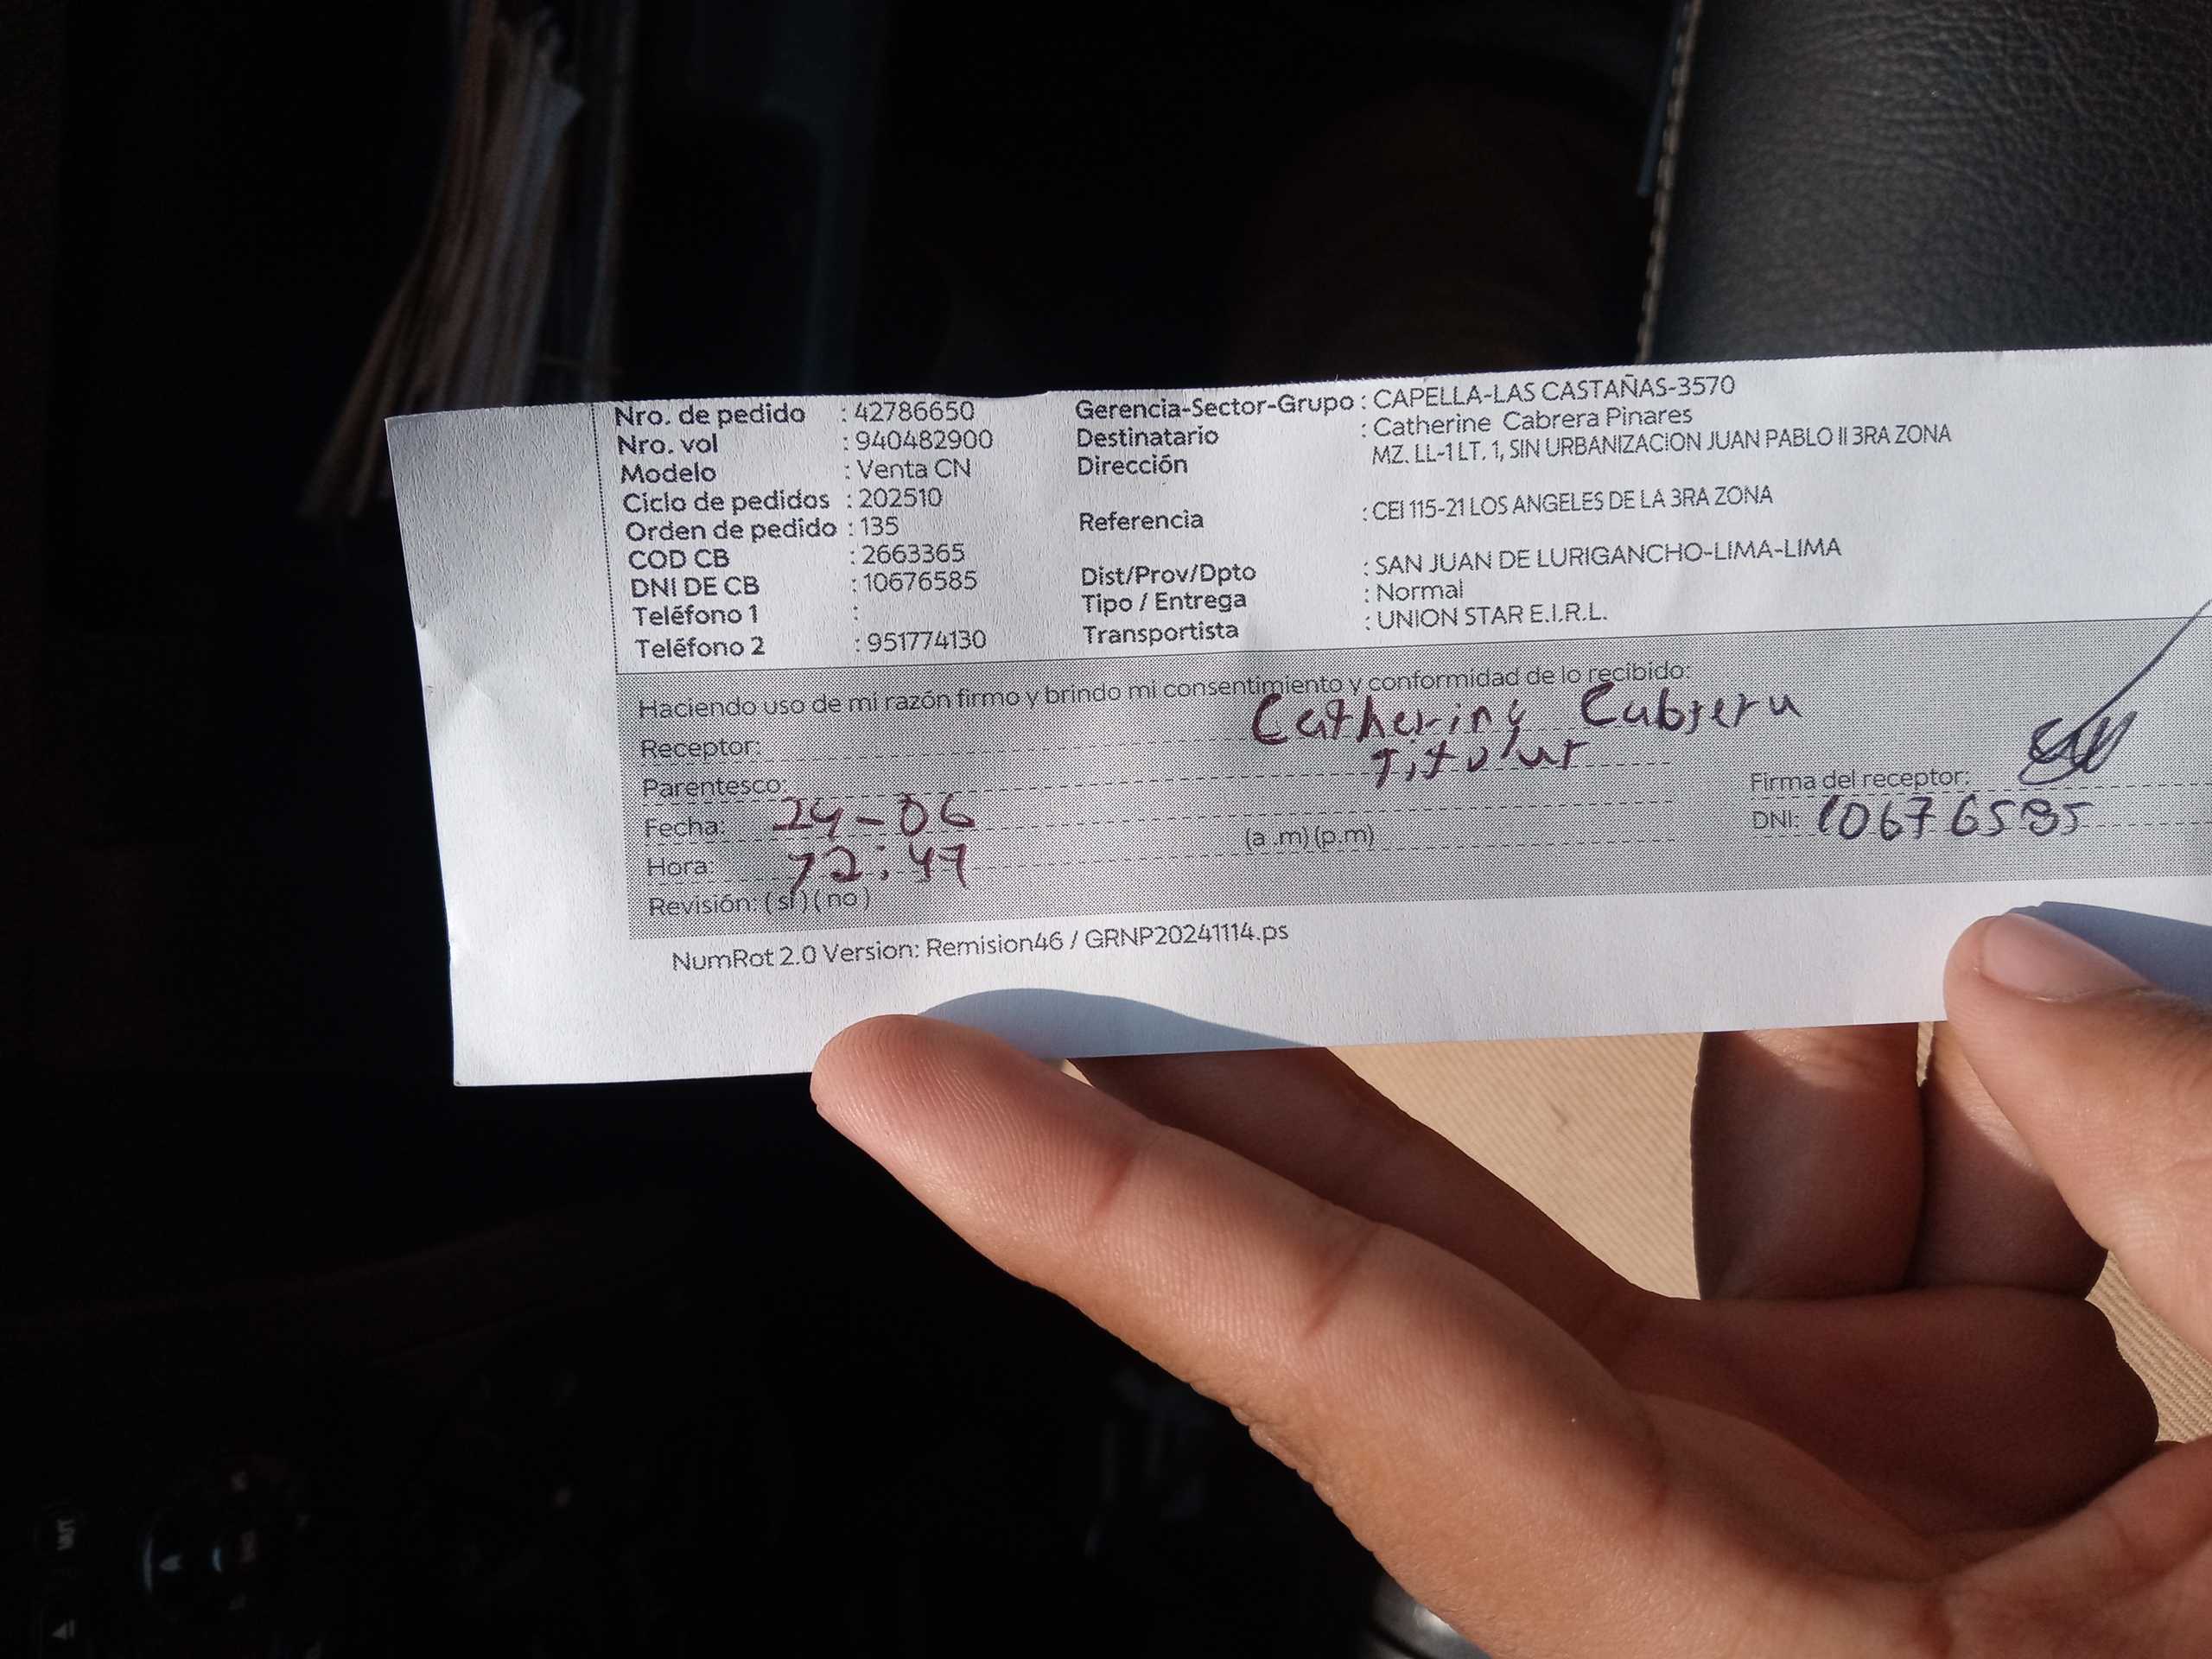 Nro. de pedido : 42786650
Nro. vol : 940482900
Modelo : Venta CN
Ciclo de pedidos : 202510
Orden de pedido : 135
COD CB : 2663365
DNI DE CB : 10676585
Teléfono 1 :
Teléfono 2 : 951774130
Gerencia-Sector-Grupo : CAPELLA-LAS CASTAÑAS-3570
Destinatario : Catherine Cabrera Pinares
Dirección MZ. LL-1 LT. 1, SIN URBANIZACION JUAN PABLO II 3RA ZONA
Referencia : CEI 115-21 LOS ANGELES DE LA 3RA ZONA
Dist/Prov/Dpto : SAN JUAN DE LURIGANCHO-LIMA-LIMA
Tipo / Entrega : Normal
Transportista : UNION STAR E.I.R.L.
Haciendo uso de mi razón firmo y brindo mi consentimiento y conformidad de lo recibido:
Receptor: Catherine Cabrera
Parentesco: Titular
Fecha: 24-06
Hora: 12:47 (a .m) (p.m)
Revisión: ( si ) ( no )
Firma del receptor:
DNI: 10676585
NumRot 2.0 Version: Remision46 / GRNP20241114.ps